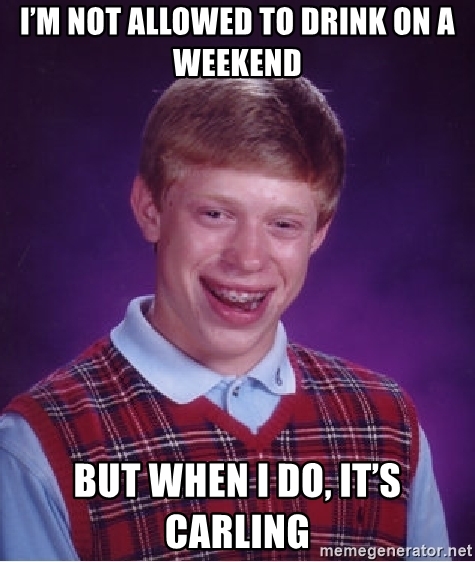 I'M NOT ALLOWED TO DRINK ON A
WEEKEND
BUT WHEN I DO, IT'S
CARLING
memegenerator.net